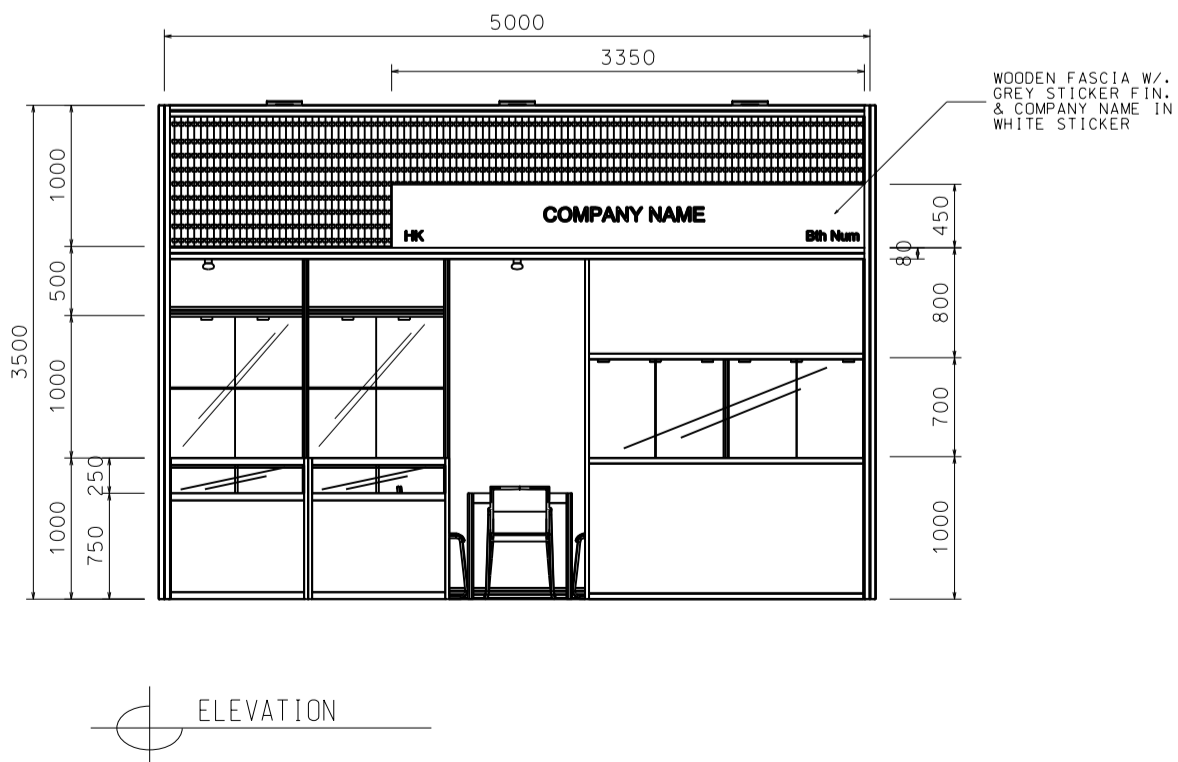 5000
3350
WOODEN FASCIA W/.
GREY STICKER FIN.
& COMPANY NAME IN
WHITE STICKER
3500
1000
500
1000
1000
250
750
COMPANY NAME
HK Bth Num
450
80
800
700
1000
ELEVATION